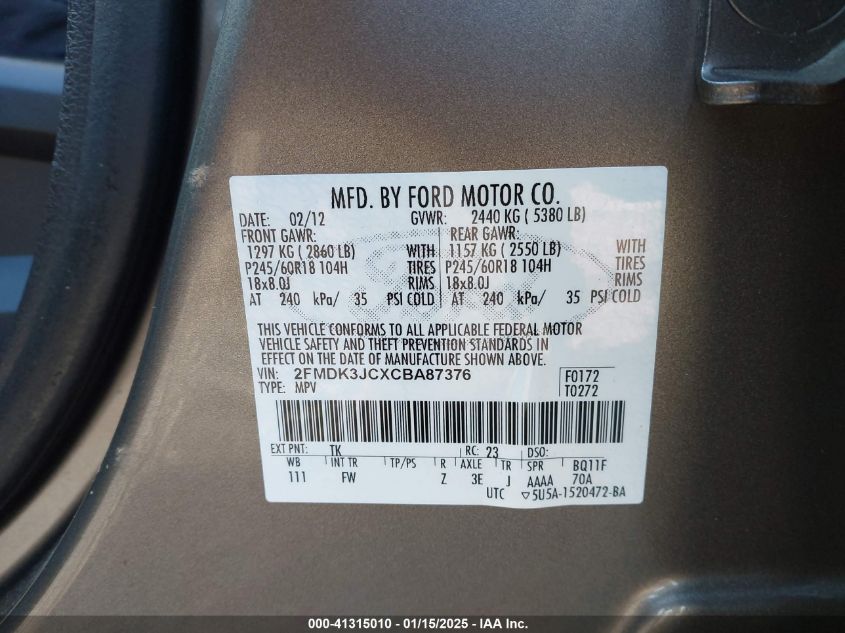 MFD. BY FORD MOTOR CO.
DATE: 02/12 GVWR: 2440 KG ( 5380 LB)
FRONT GAWR: REAR GAWR:
1297 KG ( 2860 LB) WITH 1157 KG ( 2550 LB) WITH
P245/60R18 104H TIRES P245/60R18 104H TIRES
18x8.0J RIMS 18x8.0J RIMS
AT 240 kPa/ 35 PSI COLD AT 240 kPa/ 35 PSI COLD
THIS VEHICLE CONFORMS TO ALL APPLICABLE FEDERAL MOTOR
VEHICLE SAFETY AND THEFT PREVENTION STANDARDS IN
EFFECT ON THE DATE OF MANUFACTURE SHOWN ABOVE.
VIN: 2FMDK3JCXCBA87376 F0172
TYPE: MPV T0272
EXT PNT: TK RC: 23 DSO:
WB INT TR TP/PS R AXLE TR SPR BQ11F
111 FW Z 3E J AAAA 70A
UTC ▽5U5A-1520472-BA
000-41315010 - 01/15/2025 - IAA Inc.